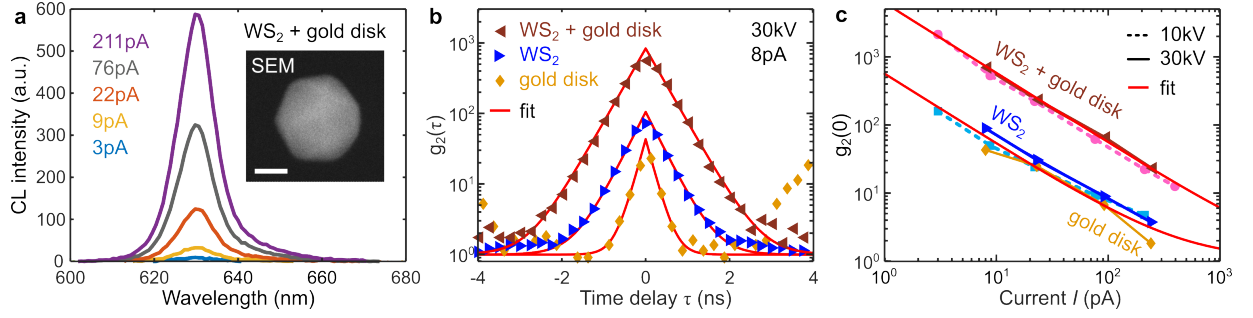 a
WS₂ + gold disk
211pA
76pA
22pA
9pA
3pA
SEM
CL intensity (a.u.)
600
500
400
300
200
100
0
600 620 640 660 680
Wavelength (nm)
b
WS₂ + gold disk
WS₂
gold disk
fit
30kV
8pA
g₂(τ)
10³
10²
10¹
10⁰
-4 -2 0 2 4
Time delay τ (ns)
c
10kV
30kV
fit
WS₂ + gold disk
WS₂
gold disk
g₂(0)
10³
10²
10¹
10⁰
10⁰ 10¹ 10² 10³
Current I (pA)